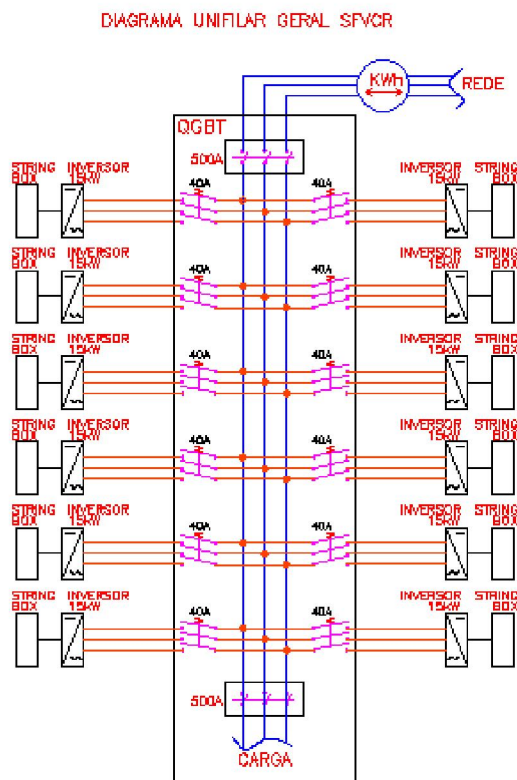 DIAGRAMA UNIFILAR GERAL SFVCR
KWh
REDE
QGBT
500A
STRING BOX INVERSOR 15kW 40A 40A INVERSOR 15kW STRING BOX
STRING BOX INVERSOR 15kW 40A 40A INVERSOR 15kW STRING BOX
STRING BOX INVERSOR 15kW 40A 40A INVERSOR 15kW STRING BOX
STRING BOX INVERSOR 15kW 40A 40A INVERSOR 15kW STRING BOX
STRING BOX INVERSOR 15kW 40A 40A INVERSOR 15kW STRING BOX
STRING BOX INVERSOR 15kW 40A 40A INVERSOR 15kW STRING BOX
500A
CARGA